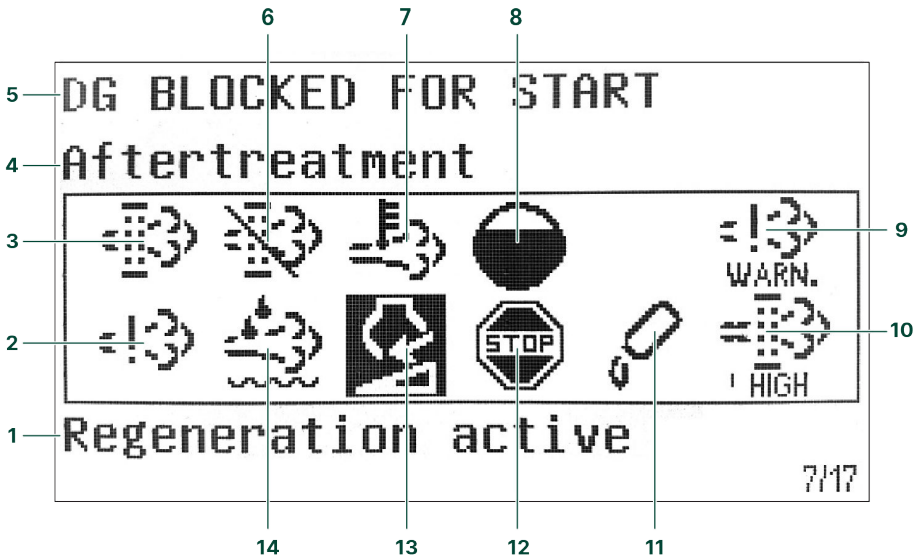 6 7 8
5 DG BLOCKED FOR START
4 Aftertreatment
3 9
WARN.
2 STOP 10
! HIGH
1 Regeneration active
7/17
14 13 12 11